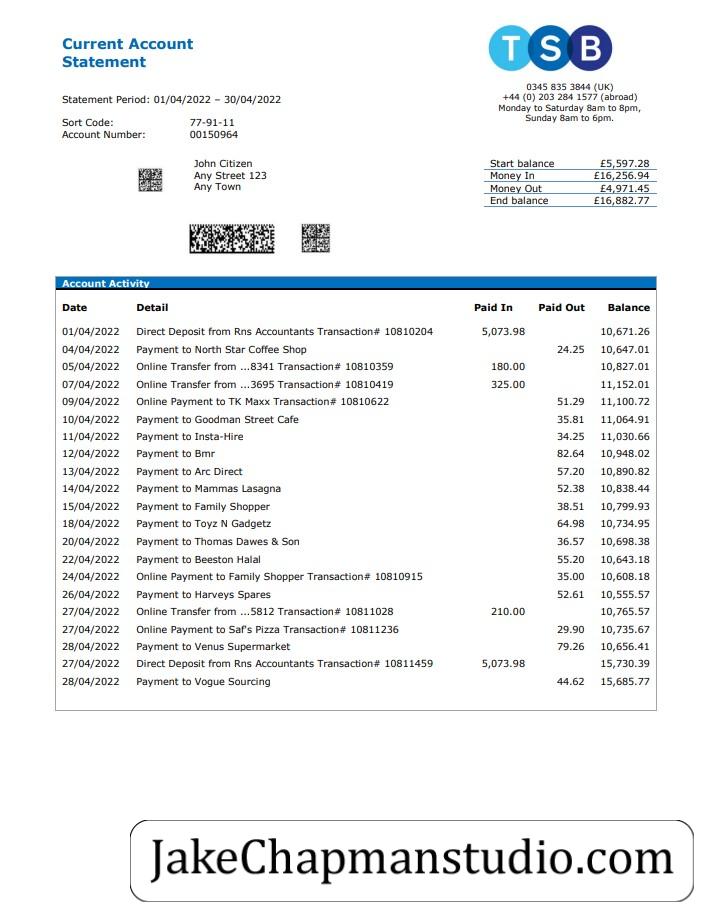 Current Account
Statement
TSB
0345 835 3844 (UK)
+44 (0) 203 284 1577 (abroad)
Monday to Saturday 8am to 8pm,
Sunday 8am to 6pm.
Statement Period: 01/04/2022 – 30/04/2022
Sort Code: 77-91-11
Account Number: 00150964
John Citizen
Any Street 123
Any Town
Start balance £5,597.28
Money In £16,256.94
Money Out £4,971.45
End balance £16,882.77
Account Activity
Date Detail Paid In Paid Out Balance
01/04/2022 Direct Deposit from Rns Accountants Transaction# 10810204 5,073.98 10,671.26
04/04/2022 Payment to North Star Coffee Shop 24.25 10,647.01
05/04/2022 Online Transfer from ...8341 Transaction# 10810359 180.00 10,827.01
07/04/2022 Online Transfer from ...3695 Transaction# 10810419 325.00 11,152.01
09/04/2022 Online Payment to TK Maxx Transaction# 10810622 51.29 11,100.72
10/04/2022 Payment to Goodman Street Cafe 35.81 11,064.91
11/04/2022 Payment to Insta-Hire 34.25 11,030.66
12/04/2022 Payment to Bmr 82.64 10,948.02
13/04/2022 Payment to Arc Direct 57.20 10,890.82
14/04/2022 Payment to Mammas Lasagna 52.38 10,838.44
15/04/2022 Payment to Family Shopper 38.51 10,799.93
18/04/2022 Payment to Toyz N Gadgetz 64.98 10,734.95
20/04/2022 Payment to Thomas Dawes & Son 36.57 10,698.38
22/04/2022 Payment to Beeston Halal 55.20 10,643.18
24/04/2022 Online Payment to Family Shopper Transaction# 10810915 35.00 10,608.18
26/04/2022 Payment to Harveys Spares 52.61 10,555.57
27/04/2022 Online Transfer from ...5812 Transaction# 10811028 210.00 10,765.57
27/04/2022 Online Payment to Saf's Pizza Transaction# 10811236 29.90 10,735.67
28/04/2022 Payment to Venus Supermarket 79.26 10,656.41
27/04/2022 Direct Deposit from Rns Accountants Transaction# 10811459 5,073.98 15,730.39
28/04/2022 Payment to Vogue Sourcing 44.62 15,685.77
JakeChapmanstudio.com